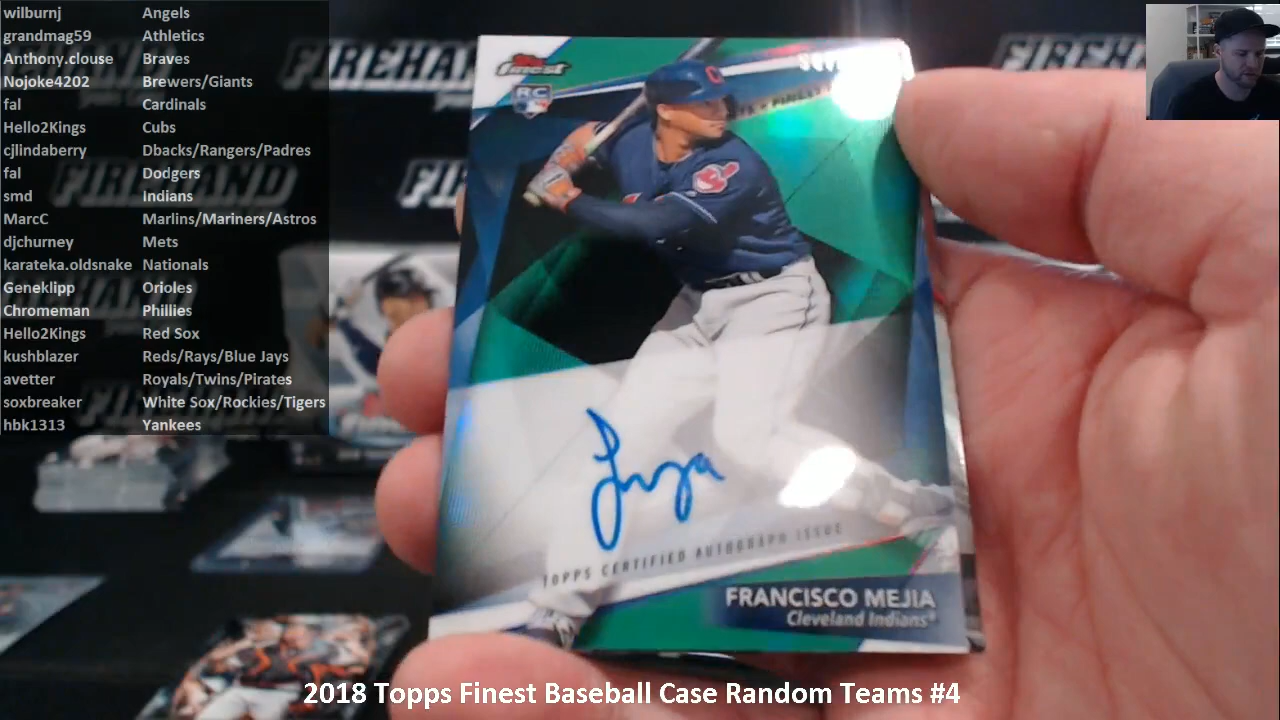 wilburnj Angels
grandmag59 Athletics
Anthony.clouse Braves
Nojoke4202 Brewers/Giants
fal Cardinals
Hello2Kings Cubs
cjlindaberry Dbacks/Rangers/Padres
fal Dodgers
smd Indians
MarcC Marlins/Mariners/Astros
djchurney Mets
karateka.oldsnake Nationals
Geneklipp Orioles
Chromeman Phillies
Hello2Kings Red Sox
kushblazer Reds/Rays/Blue Jays
avetter Royals/Twins/Pirates
soxbreaker White Sox/Rockies/Tigers
hbk1313 Yankees
FIREHAND
FIREHAND
Topps
Finest
RC
C
TOPPS CERTIFIED AUTOGRAPH ISSUE
FRANCISCO MEJIA
Cleveland Indians®
2018 Topps Finest Baseball Case Random Teams #4